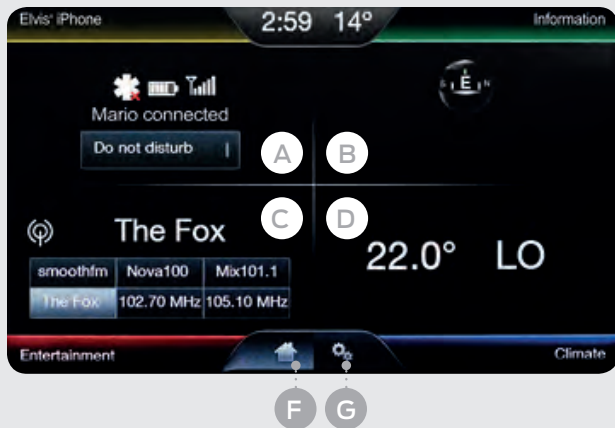 Elvis' iPhone 2:59 14° Information
S E N
Mario connected
Do not disturb
A B
C D
The Fox
22.0° LO
smoothfm Nova100 Mix101.1
The Fox 102.70 MHz 105.10 MHz
Entertainment Climate
F G